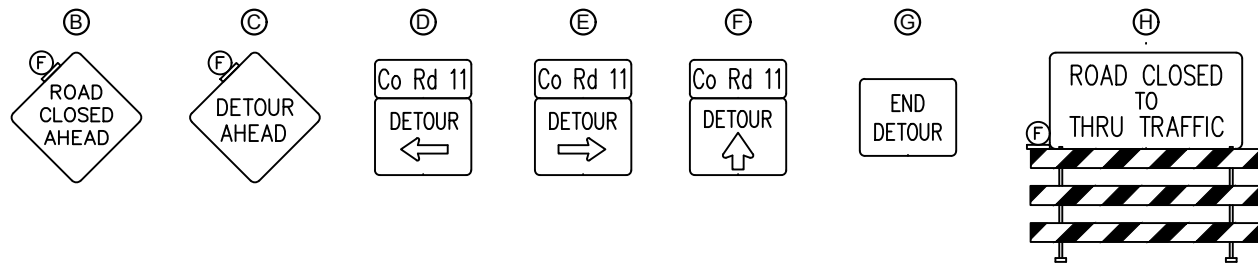 B
C
D
E
F
G
H
F
ROAD
CLOSED
AHEAD
F
DETOUR
AHEAD
Co Rd 11
DETOUR
Co Rd 11
DETOUR
Co Rd 11
DETOUR
END
DETOUR
ROAD CLOSED
TO
THRU TRAFFIC
F